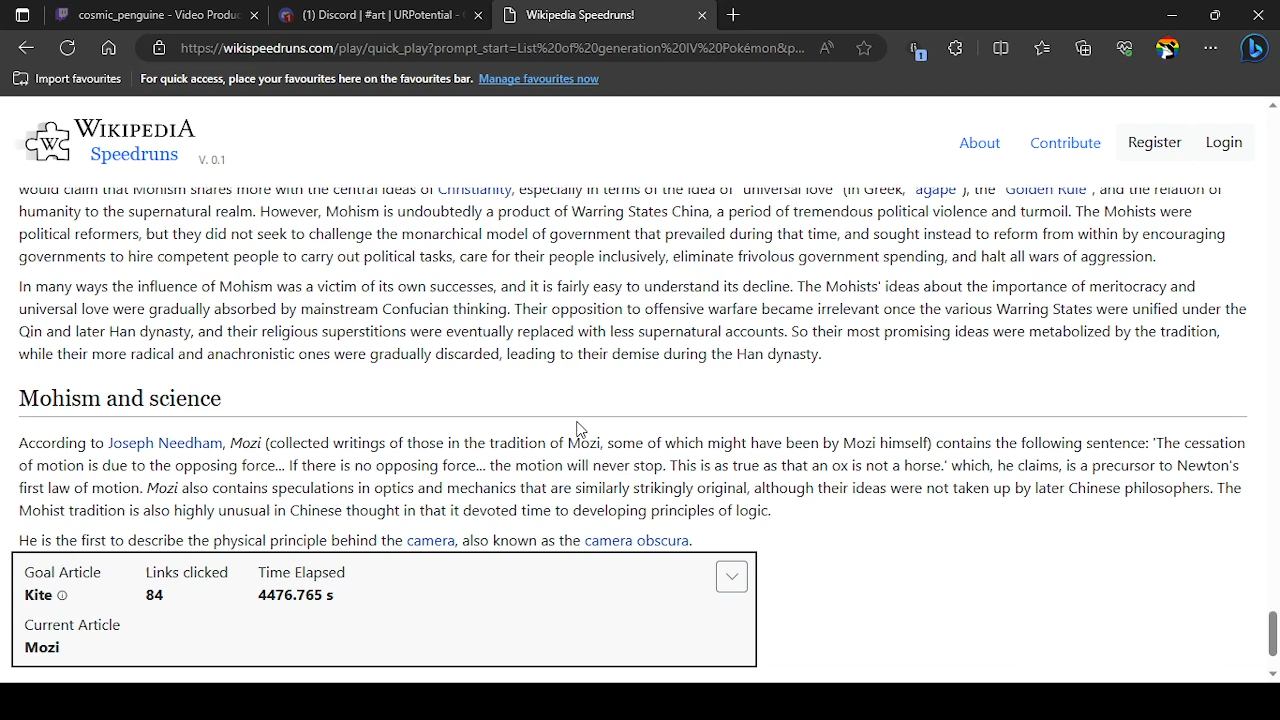 cosmic_penguine - Video Produc
(1) Discord | #art | URPotential -
Wikipedia Speedruns!
https://wikispeedruns.com/play/quick_play?prompt_start=List%20of%20generation%20IV%20Pokémon&p...
1
Import favourites For quick access, place your favourites here on the favourites bar. Manage favourites now
WIKIPEDIA
Speedruns V. 0.1
About Contribute Register Login
would claim that Mohism shares more with the central ideas of Christianity, especially in terms of the idea of "universal love" (in Greek, "agape"), the "Golden Rule", and the relation of
humanity to the supernatural realm. However, Mohism is undoubtedly a product of Warring States China, a period of tremendous political violence and turmoil. The Mohists were
political reformers, but they did not seek to challenge the monarchical model of government that prevailed during that time, and sought instead to reform from within by encouraging
governments to hire competent people to carry out political tasks, care for their people inclusively, eliminate frivolous government spending, and halt all wars of aggression.
In many ways the influence of Mohism was a victim of its own successes, and it is fairly easy to understand its decline. The Mohists' ideas about the importance of meritocracy and
universal love were gradually absorbed by mainstream Confucian thinking. Their opposition to offensive warfare became irrelevant once the various Warring States were unified under the
Qin and later Han dynasty, and their religious superstitions were eventually replaced with less supernatural accounts. So their most promising ideas were metabolized by the tradition,
while their more radical and anachronistic ones were gradually discarded, leading to their demise during the Han dynasty.
Mohism and science
According to Joseph Needham, Mozi (collected writings of those in the tradition of Mozi, some of which might have been by Mozi himself) contains the following sentence: 'The cessation
of motion is due to the opposing force... If there is no opposing force... the motion will never stop. This is as true as that an ox is not a horse.' which, he claims, is a precursor to Newton's
first law of motion. Mozi also contains speculations in optics and mechanics that are similarly strikingly original, although their ideas were not taken up by later Chinese philosophers. The
Mohist tradition is also highly unusual in Chinese thought in that it devoted time to developing principles of logic.
He is the first to describe the physical principle behind the camera, also known as the camera obscura.
Goal Article Links clicked Time Elapsed
Kite 84 4476.765 s
Current Article
Mozi